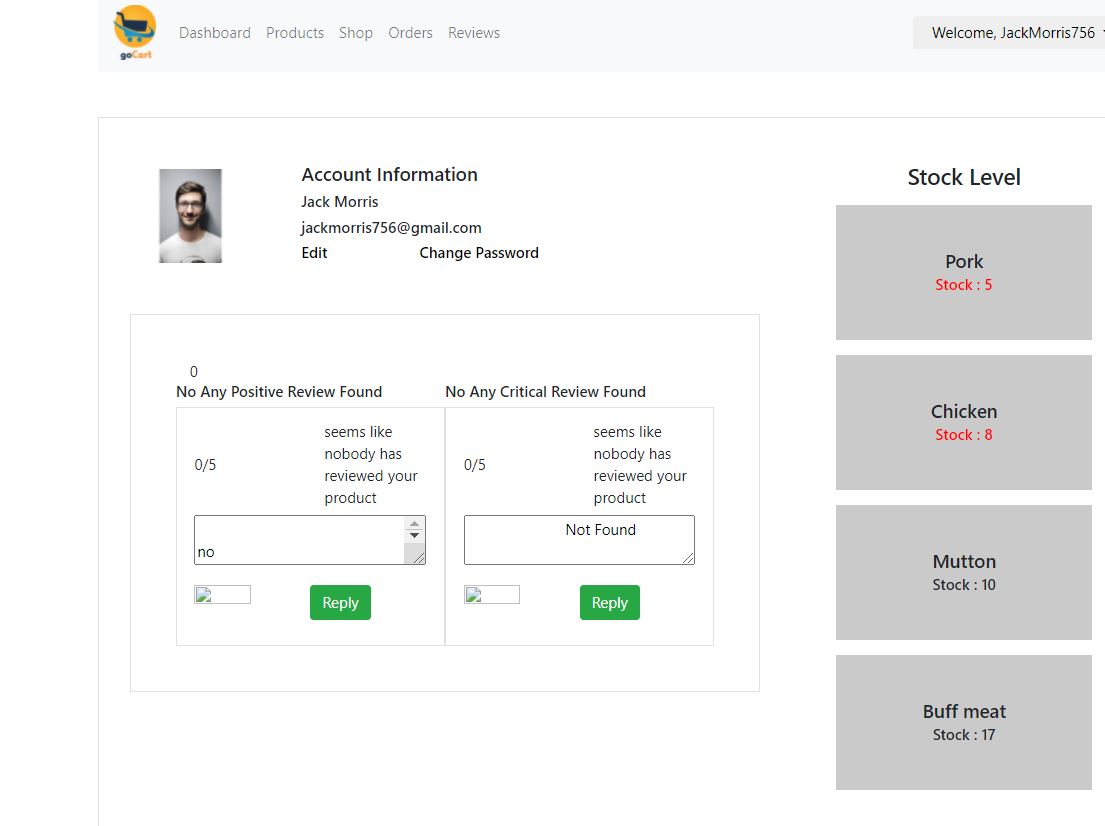 goCart
Dashboard Products Shop Orders Reviews
Welcome, JackMorris756
Account Information
Jack Morris
jackmorris756@gmail.com
Edit Change Password
0
No Any Positive Review Found
0/5
seems like
nobody has
reviewed your
product
no
Reply
No Any Critical Review Found
0/5
seems like
nobody has
reviewed your
product
Not Found
Reply
Stock Level
Pork
Stock : 5
Chicken
Stock : 8
Mutton
Stock : 10
Buff meat
Stock : 17